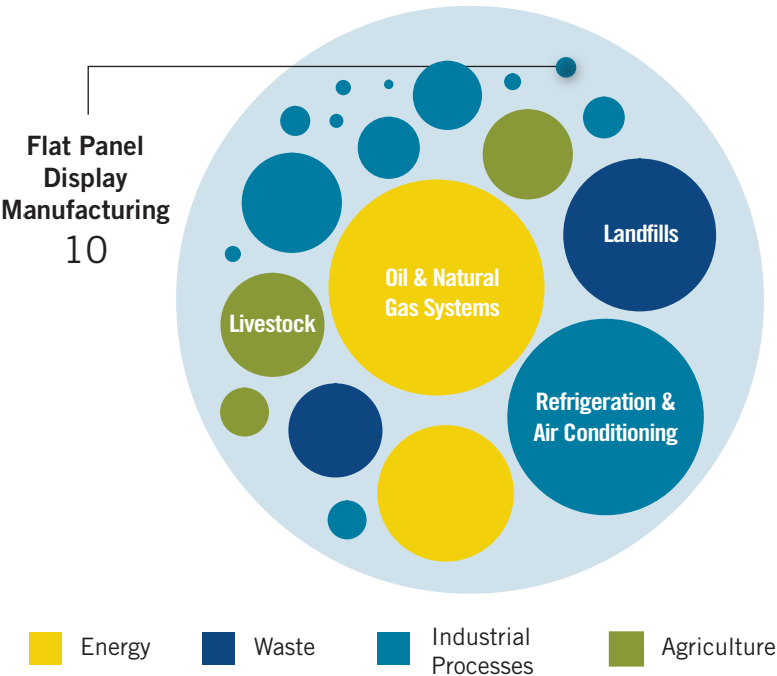 Flat Panel
Display
Manufacturing
10
Landfills
Oil & Natural
Gas Systems
Livestock
Refrigeration &
Air Conditioning
Energy
Waste
Industrial
Processes
Agriculture